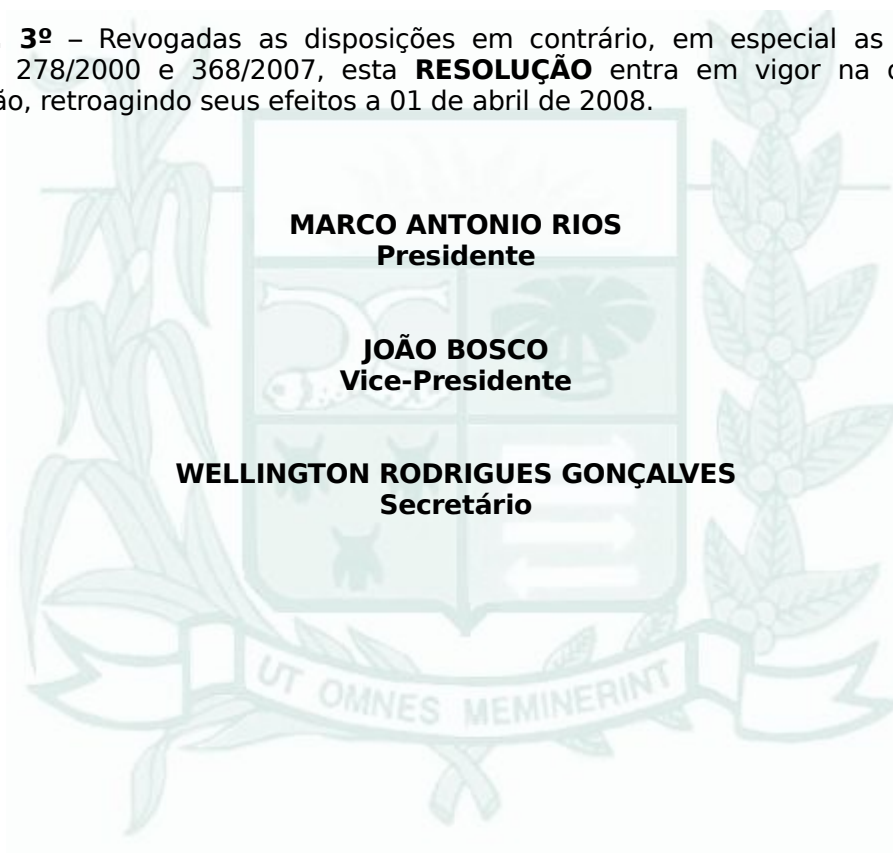 3º – Revogadas as disposições em contrário, em especial as
278/2000 e 368/2007, esta RESOLUÇÃO entra em vigor na
ão, retroagindo seus efeitos a 01 de abril de 2008.
MARCO ANTONIO RIOS
Presidente
JOÃO BOSCO
Vice-Presidente
WELLINGTON RODRIGUES GONÇALVES
Secretário
UT OMNES MEMINERINT